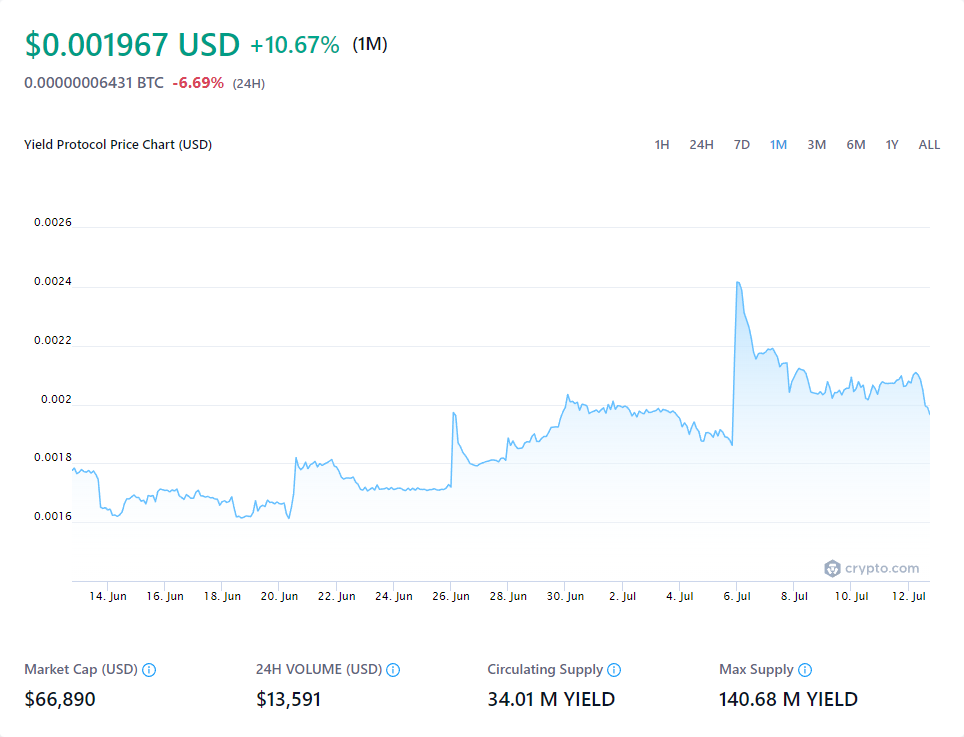 $0.001967 USD +10.67% (1M)
0.00000006431 BTC -6.69% (24H)
Yield Protocol Price Chart (USD) 1H 24H 7D 1M 3M 6M 1Y ALL
0.0026
0.0024
0.0022
0.002
0.0018
0.0016
crypto.com
14. Jun 16. Jun 18. Jun 20. Jun 22. Jun 24. Jun 26. Jun 28. Jun 30. Jun 2. Jul 4. Jul 6. Jul 8. Jul 10. Jul 12. Jul
Market Cap (USD) 24H VOLUME (USD) Circulating Supply Max Supply
$66,890 $13,591 34.01 M YIELD 140.68 M YIELD